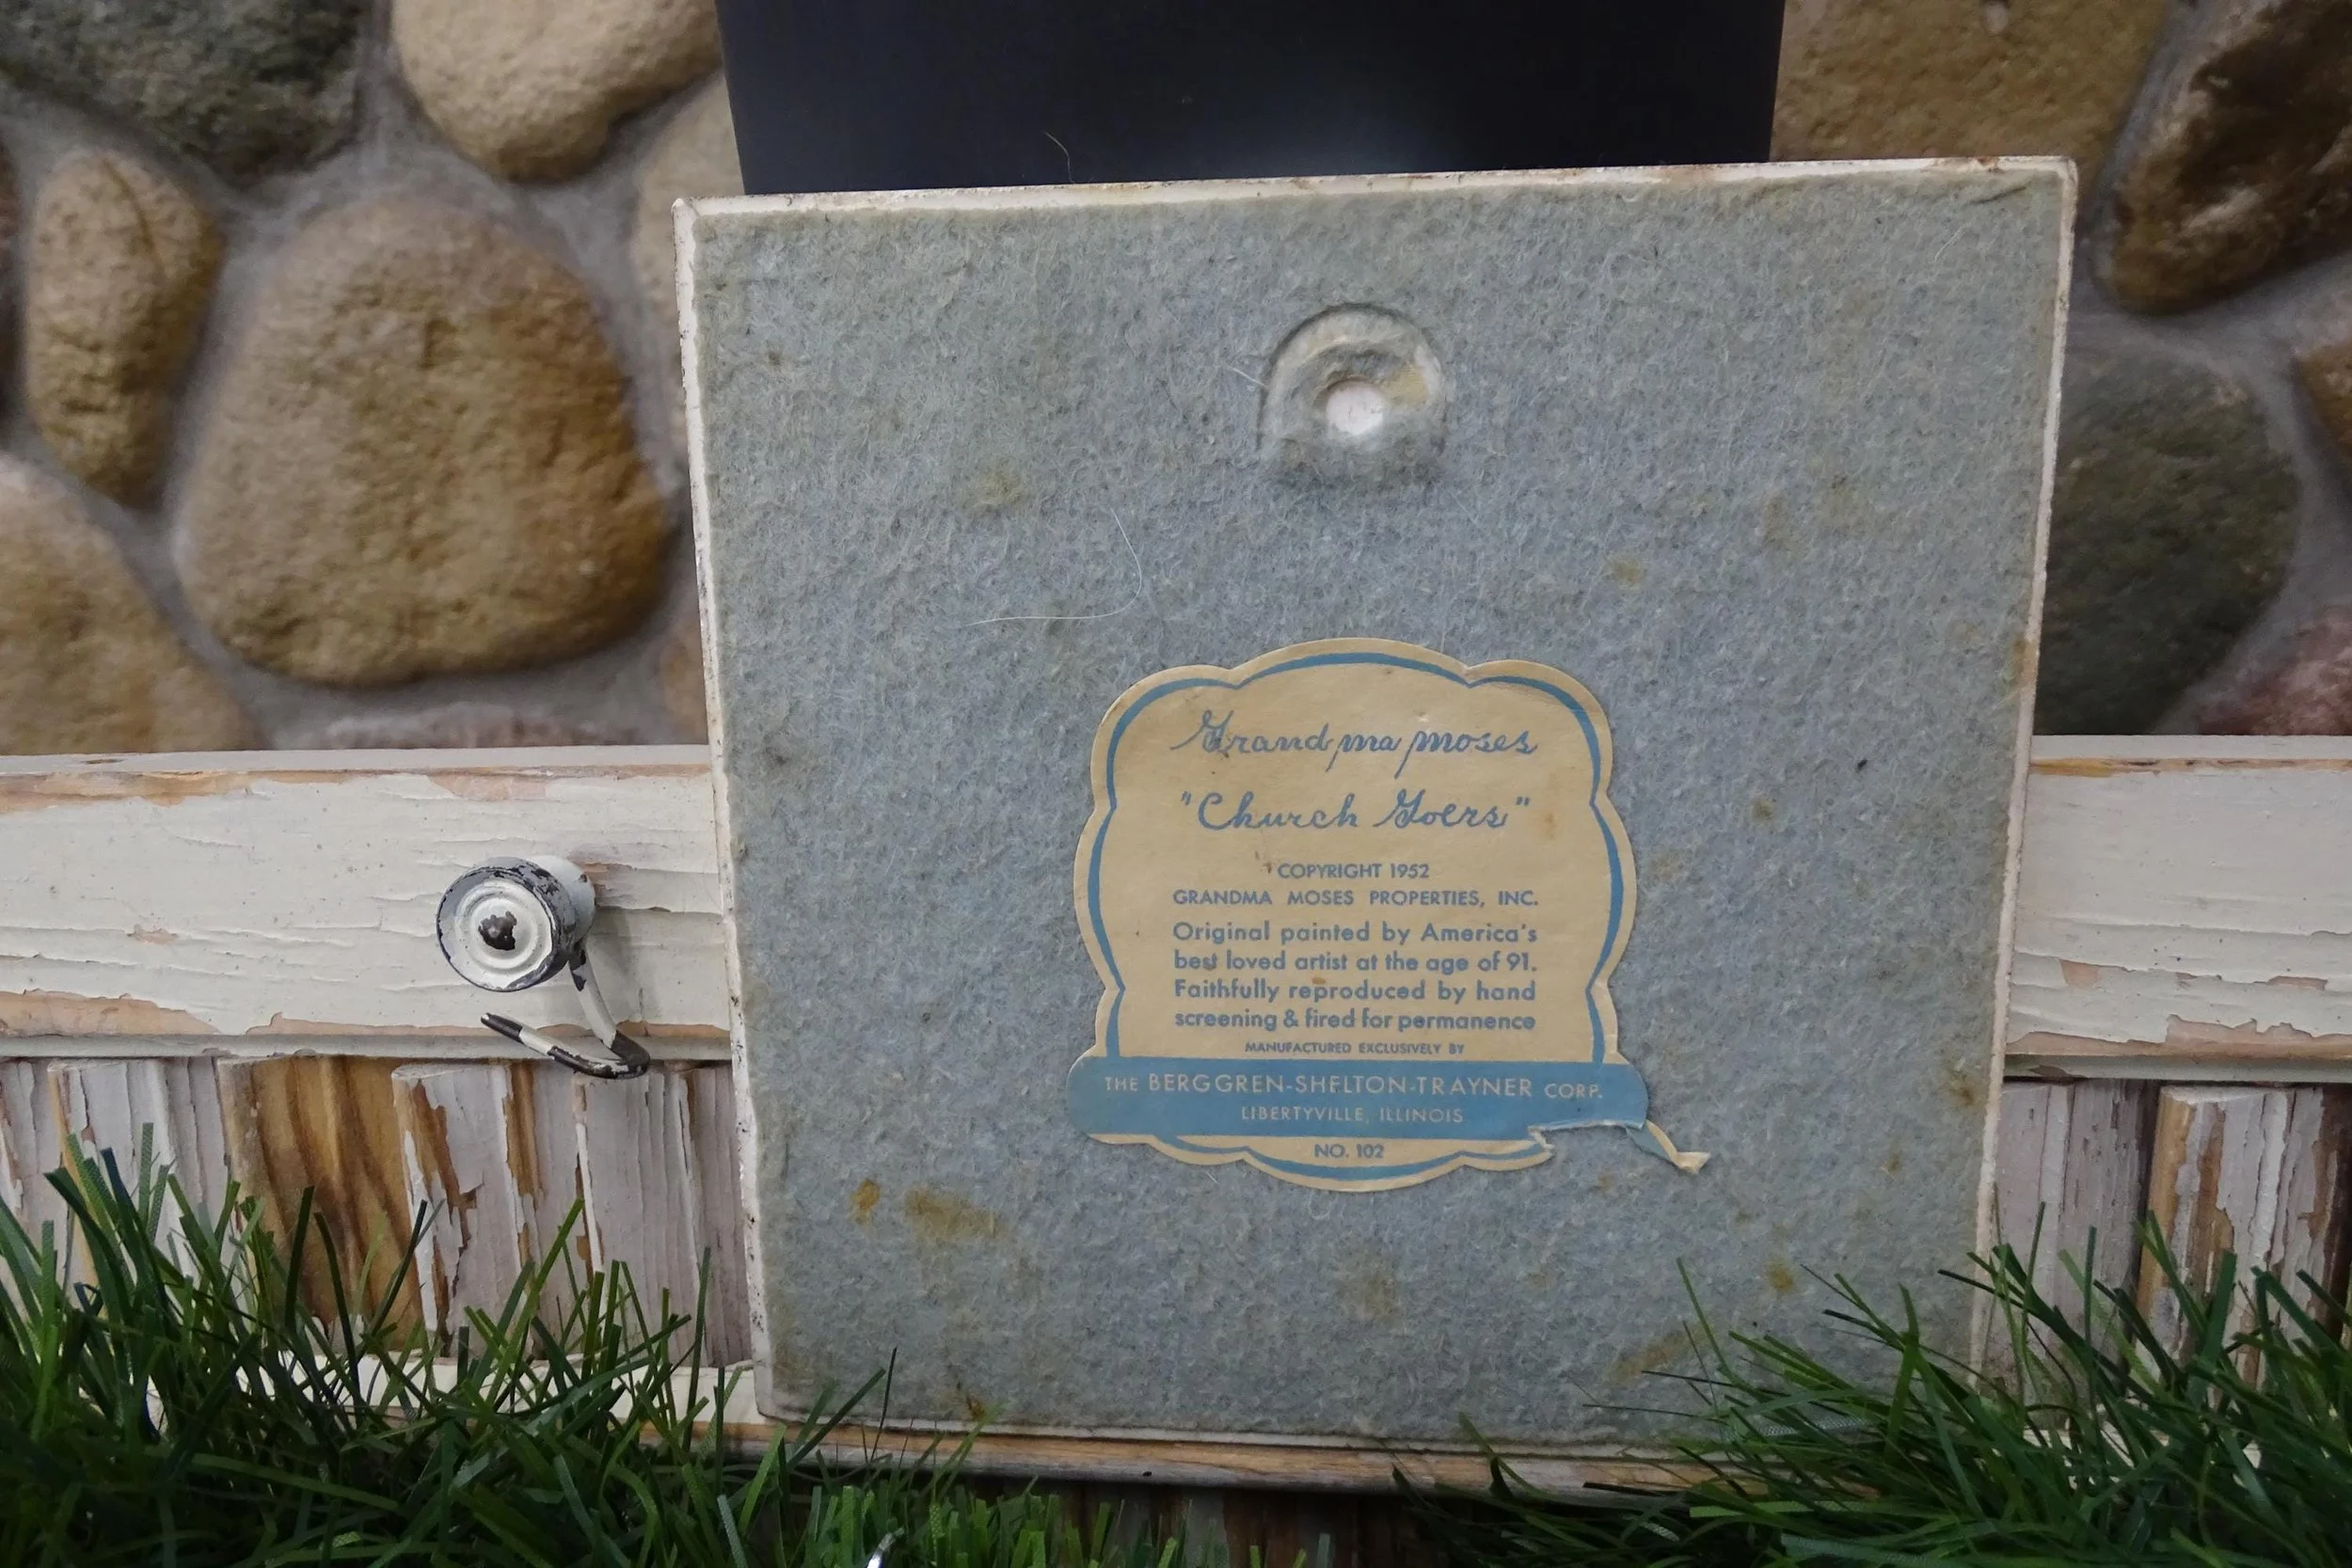 Grandma Moses
"Church Goers"
COPYRIGHT 1952
GRANDMA MOSES PROPERTIES, INC.
Original painted by America's
best loved artist at the age of 91.
Faithfully reproduced by hand
screening & fired for permanence
MANUFACTURED EXCLUSIVELY BY
THE BERGGREN-SHELTON-TRAYNER CORP.
LIBERTYVILLE, ILLINOIS
NO. 102